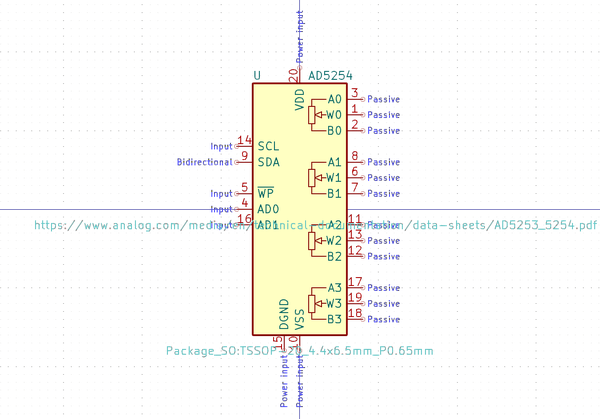 Power input
20
U AD5254
VDD
3 A0 Passive
1 W0 Passive
2 B0 Passive
Input 14 SCL
Bidirectional 9 SDA
8 A1 Passive
6 W1 Passive
7 B1 Passive
Input 5 WP
Input 4 AD0
Input 16 AD1
https://www.analog.com/media/en/technical-documentation/data-sheets/AD5253_5254.pdf
11 A2 Passive
13 W2 Passive
12 B2 Passive
17 A3 Passive
19 W3 Passive
18 B3 Passive
DGND VSS
15 10
Package_SO:TSSOP-20_4.4x6.5mm_P0.65mm
Power input Power input